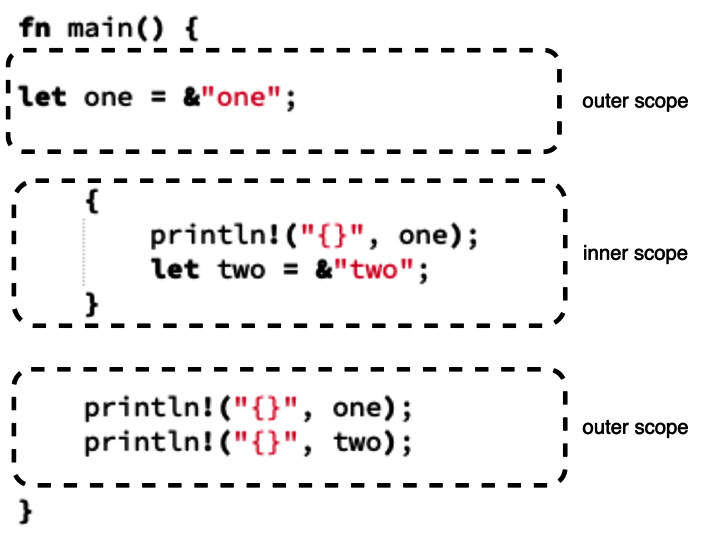 fn main() {
let one = &"one";
outer scope
{
println!("{}", one);
let two = &"two";
}
inner scope
println!("{}", one);
println!("{}", two);
outer scope
}